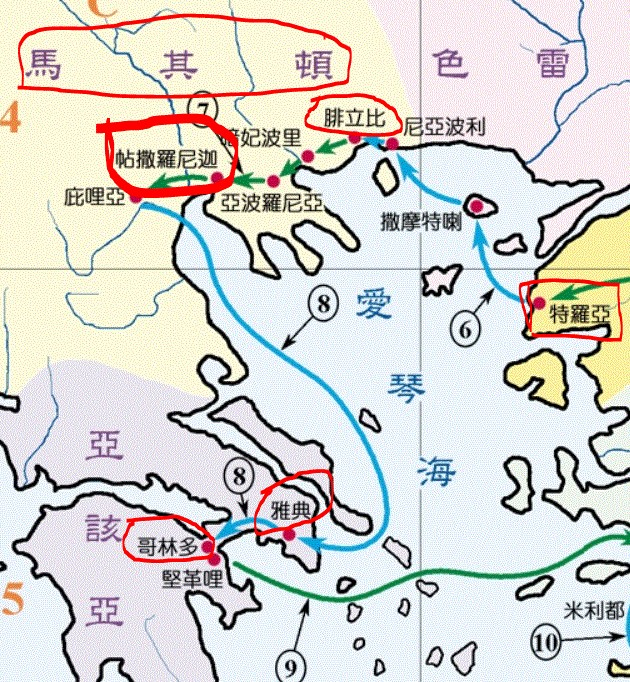 C
馬其頓
色雷
4
⑦
腓立比
尼亞波利
暗妃波里
帖撒羅尼迦
庇哩亞
亞波羅尼亞
撒摩特喇
特羅亞
⑥
⑧
愛琴海
亞該亞
⑧
雅典
哥林多
堅革哩
5
米利都
⑨
⑩